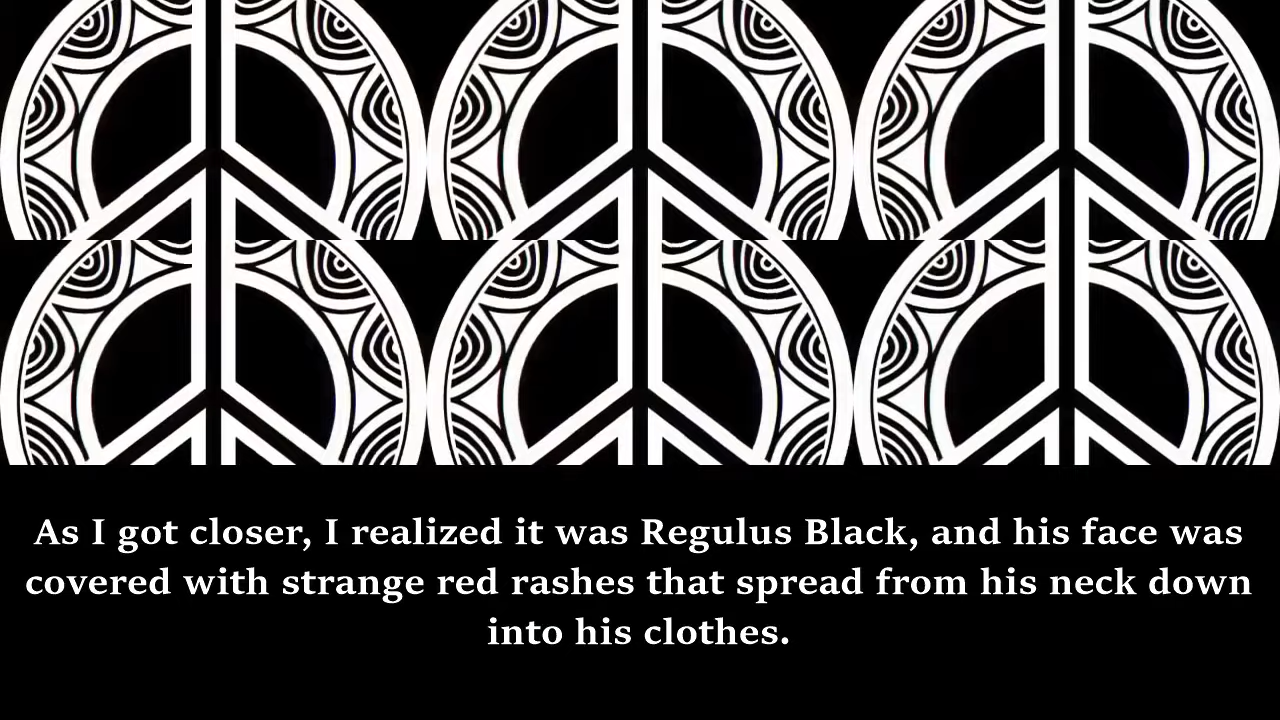 As I got closer, I realized it was Regulus Black, and his face was
covered with strange red rashes that spread from his neck down
into his clothes.